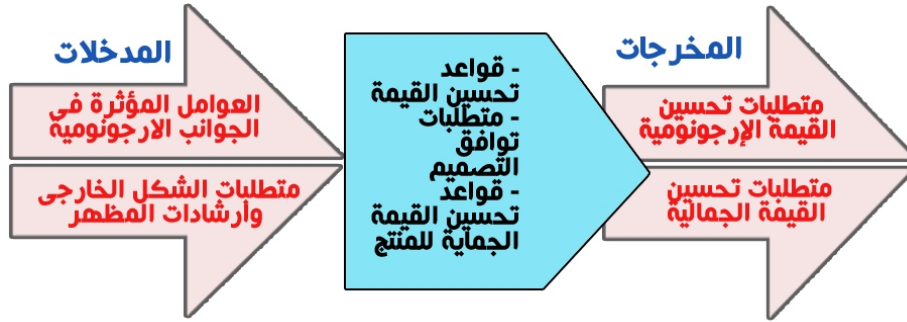 المدخلات
العوامل المؤثرة فى
الجوانب الارجونومية
متطلبات الشكل الخارجى
وأرشادات المظهر
- قواعد
تحسين القيمة
- متطلبات
توافق
التصميم
- قواعد
تحسين القيمة
الجماية للمنتج
المخرجات
متطلبات تحسين
القيمة الإرجونومية
متطلبات تحسين
القيمة الجمالية